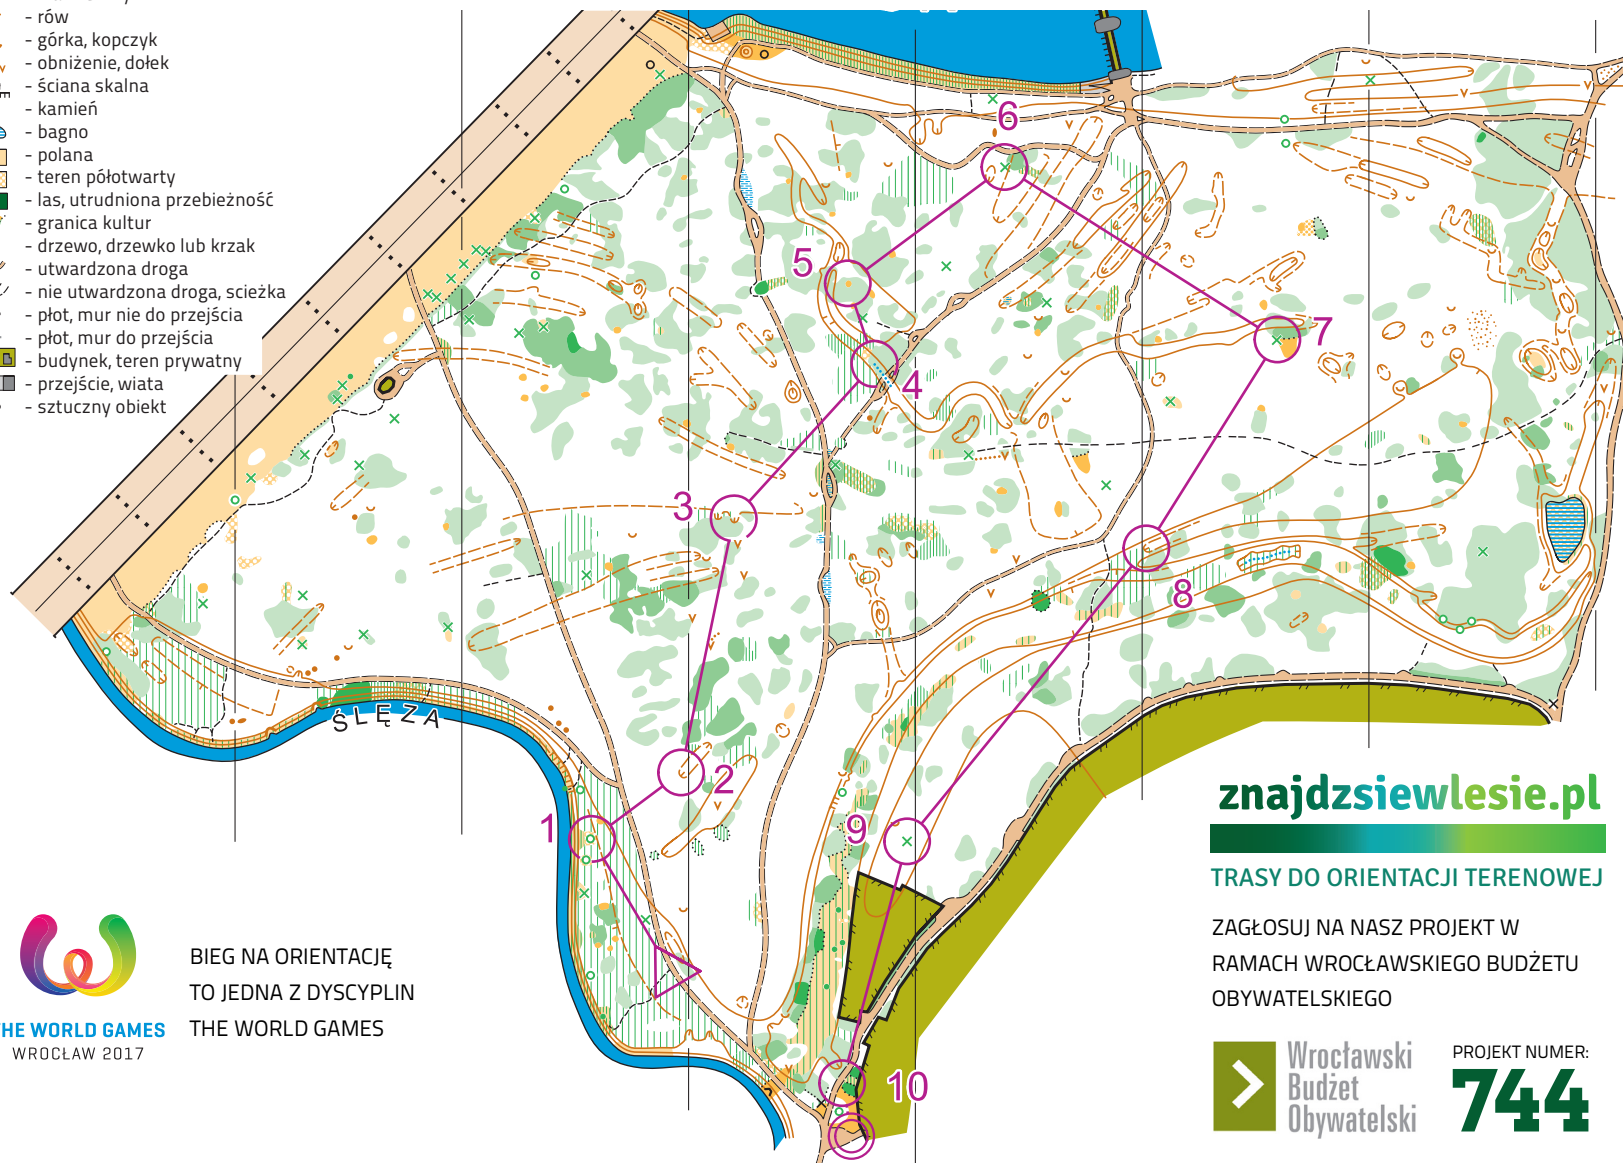 - rów
- górka, kopczyk
- obniżenie, dołek
- ściana skalna
- kamień
- bagno
- polana
- teren półotwarty
- las, utrudniona przebieżność
- granica kultur
- drzewo, drzewko lub krzak
- utwardzona droga
- nie utwardzona droga, scieżka
- płot, mur nie do przejścia
- płot, mur do przejścia
- budynek, teren prywatny
- przejście, wiata
- sztuczny obiekt
6
5
7
4
3
8
ŚLĘZA
2
1
9
10
znajdzsiewlesie.pl
TRASY DO ORIENTACJI TERENOWEJ
ZAGŁOSUJ NA NASZ PROJEKT W
RAMACH WROCŁAWSKIEGO BUDŻETU
OBYWATELSKIEGO
BIEG NA ORIENTACJĘ
TO JEDNA Z DYSCYPLIN
THE WORLD GAMES
HE WORLD GAMES
WROCŁAW 2017
Wrocławski
Budżet
Obywatelski
PROJEKT NUMER:
744